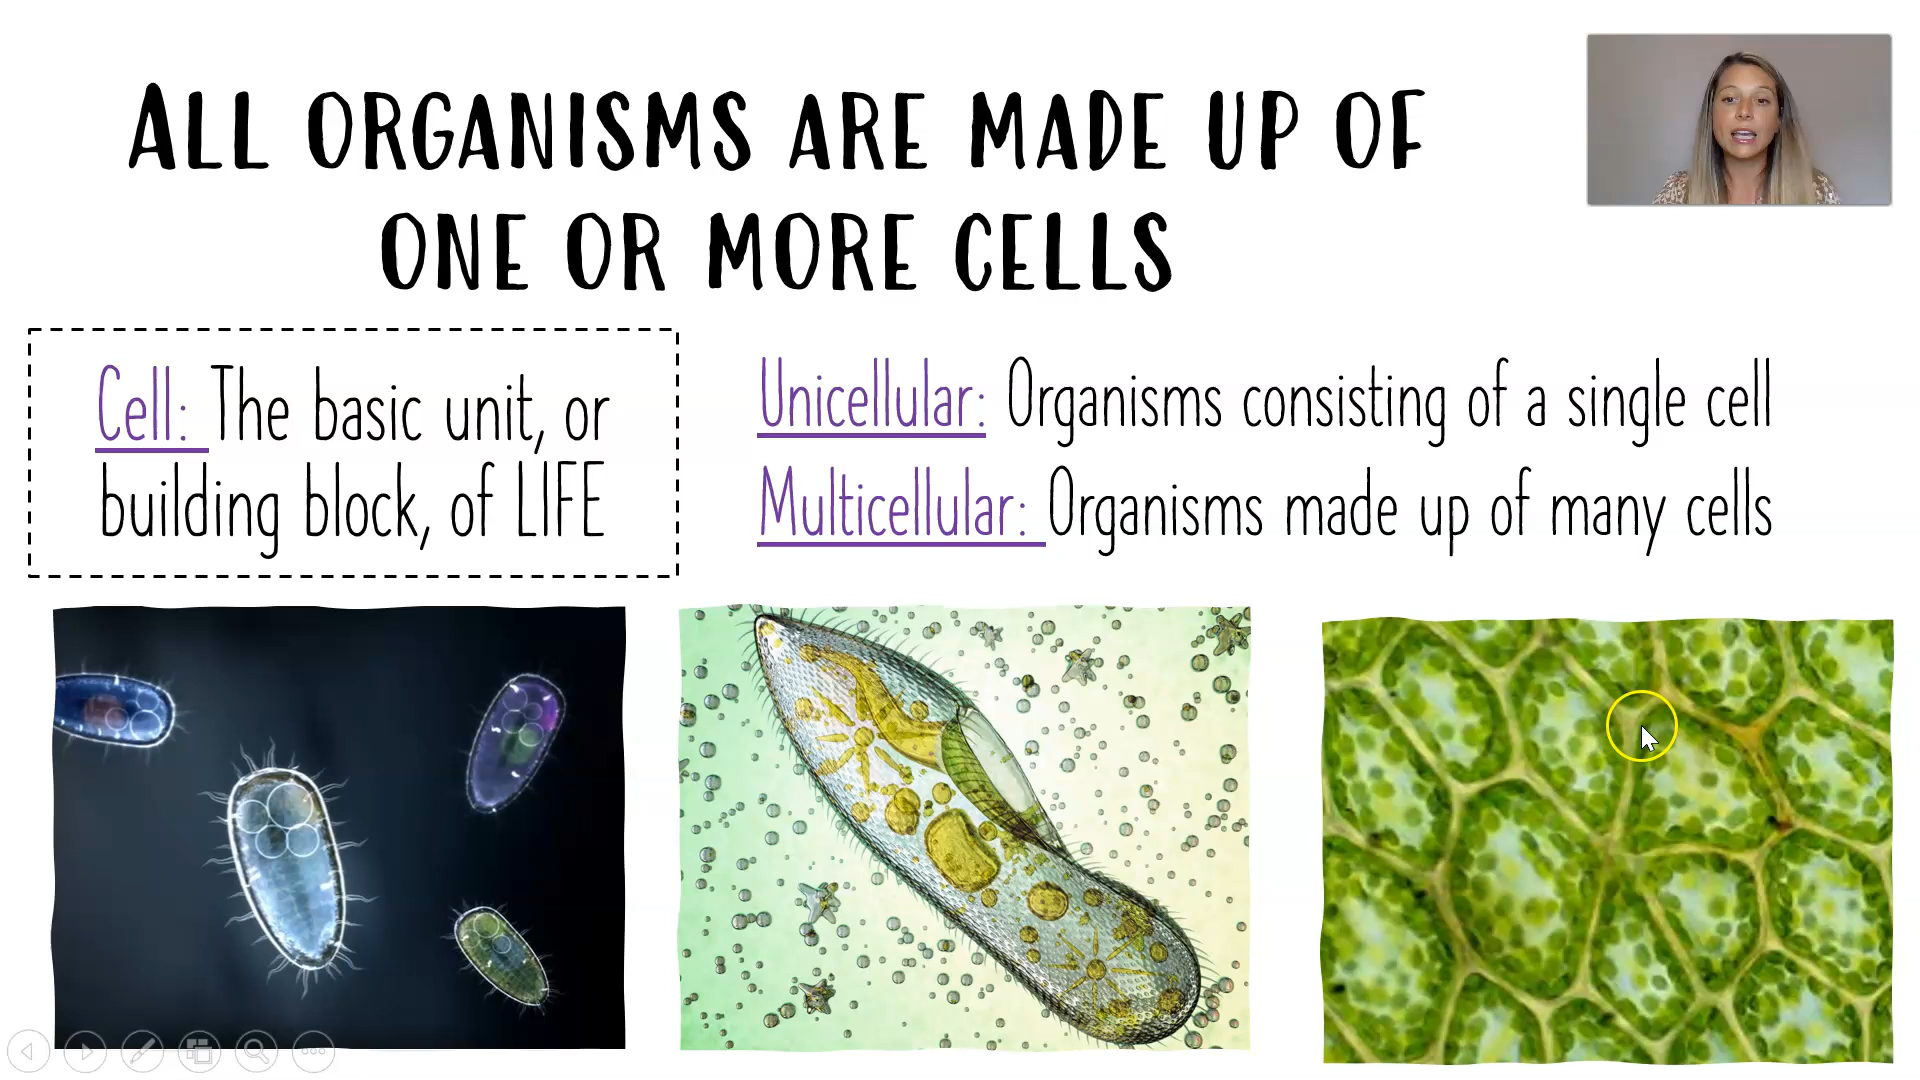 ALL ORGANISMS ARE MADE UP OF
ONE OR MORE CELLS
Cell: The basic unit, or
building block, of LIFE
Unicellular: Organisms consisting of a single cell
Multicellular: Organisms made up of many cells